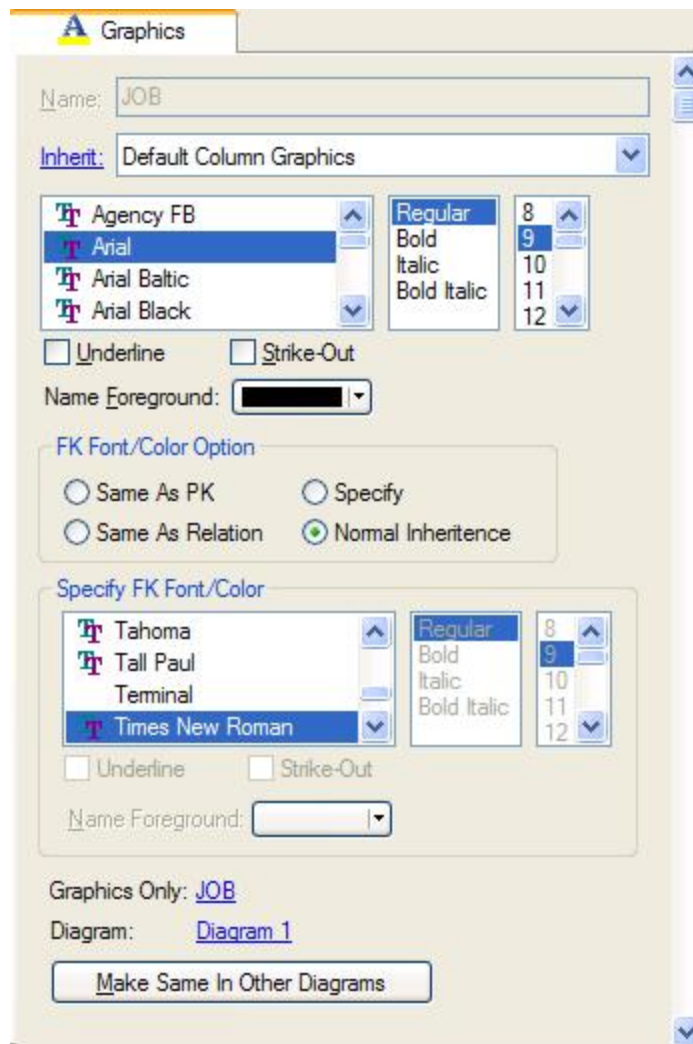 Graphics
Name: JOB
Inherit: Default Column Graphics
Agency FB
Arial
Arial Baltic
Arial Black
Regular
Bold
Italic
Bold Italic
8
9
10
11
12
Underline Strike-Out
Name Foreground:
FK Font/Color Option
Same As PK Specify
Same As Relation Normal Inheritence
Specify FK Font/Color
Tahoma
Tall Paul
Terminal
Times New Roman
Regular
Bold
Italic
Bold Italic
8
9
10
11
12
Underline Strike-Out
Name Foreground:
Graphics Only: JOB
Diagram: Diagram 1
Make Same In Other Diagrams